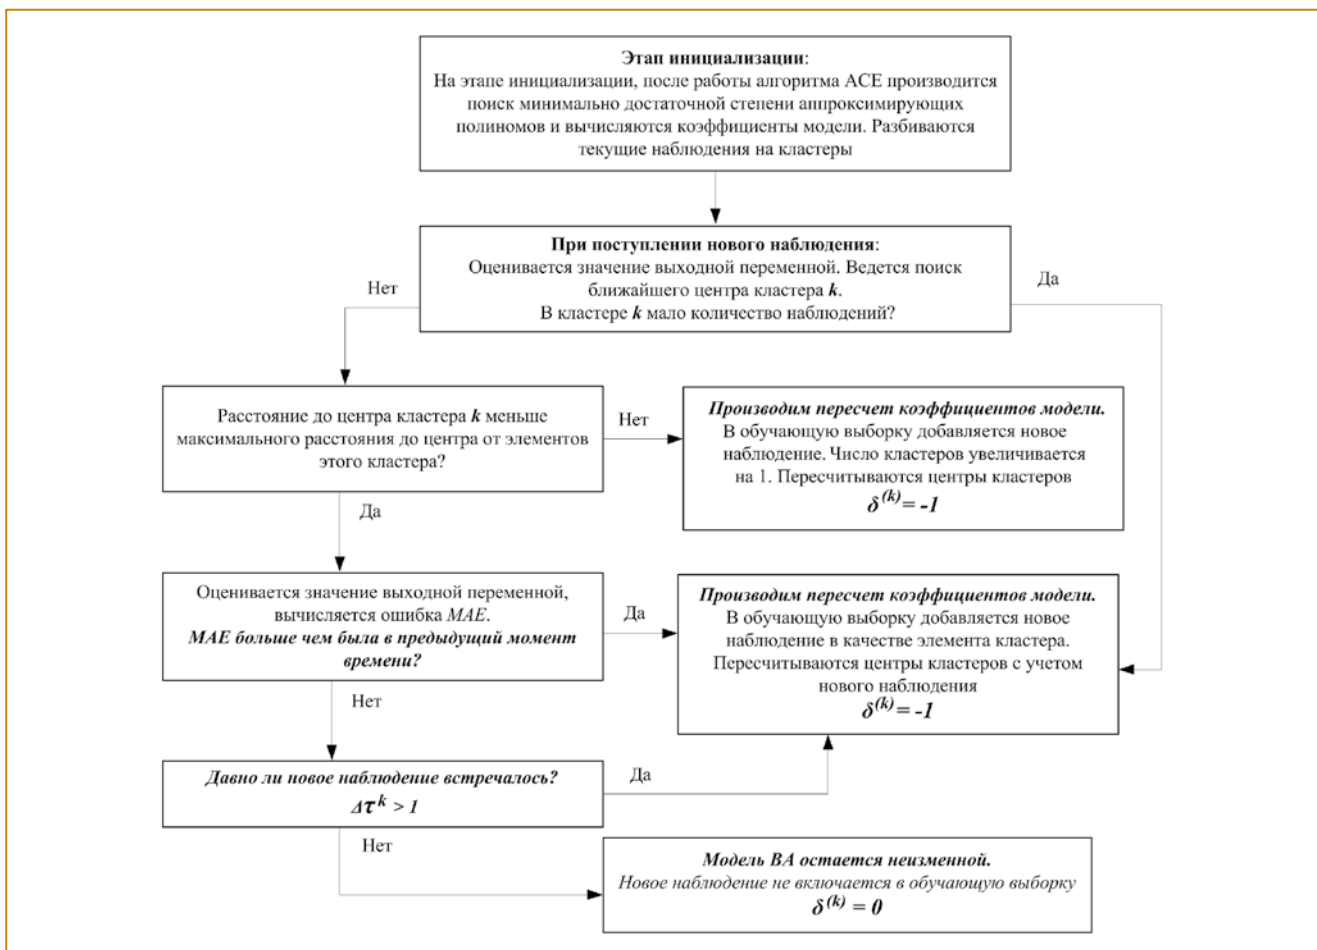 Этап инициализации:
На этапе инициализации, после работы алгоритма ACE производится
поиск минимально достаточной степени аппроксимирующих
полиномов и вычисляются коэффициенты модели. Разбиваются
текущие наблюдения на кластеры
При поступлении нового наблюдения:
Оценивается значение выходной переменной. Ведется поиск
ближайшего центра кластера k.
В кластере k мало количество наблюдений?
Нет
Да
Расстояние до центра кластера k меньше
максимального расстояния до центра от элементов
этого кластера?
Нет
Производим пересчет коэффициентов модели.
В обучающую выборку добавляется новое
наблюдение. Число кластеров увеличивается
на 1. Пересчитываются центры кластеров
δ(k) = -1
Да
Оценивается значение выходной переменной,
вычисляется ошибка MAE.
MAE больше чем была в предыдущий момент
времени?
Да
Производим пересчет коэффициентов модели.
В обучающую выборку добавляется новое
наблюдение в качестве элемента кластера.
Пересчитываются центры кластеров с учетом
нового наблюдения
δ(k) = -1
Нет
Давно ли новое наблюдение встречалось?
Δτk > 1
Да
Нет
Модель ВА остается неизменной.
Новое наблюдение не включается в обучающую выборку
δ(k) = 0